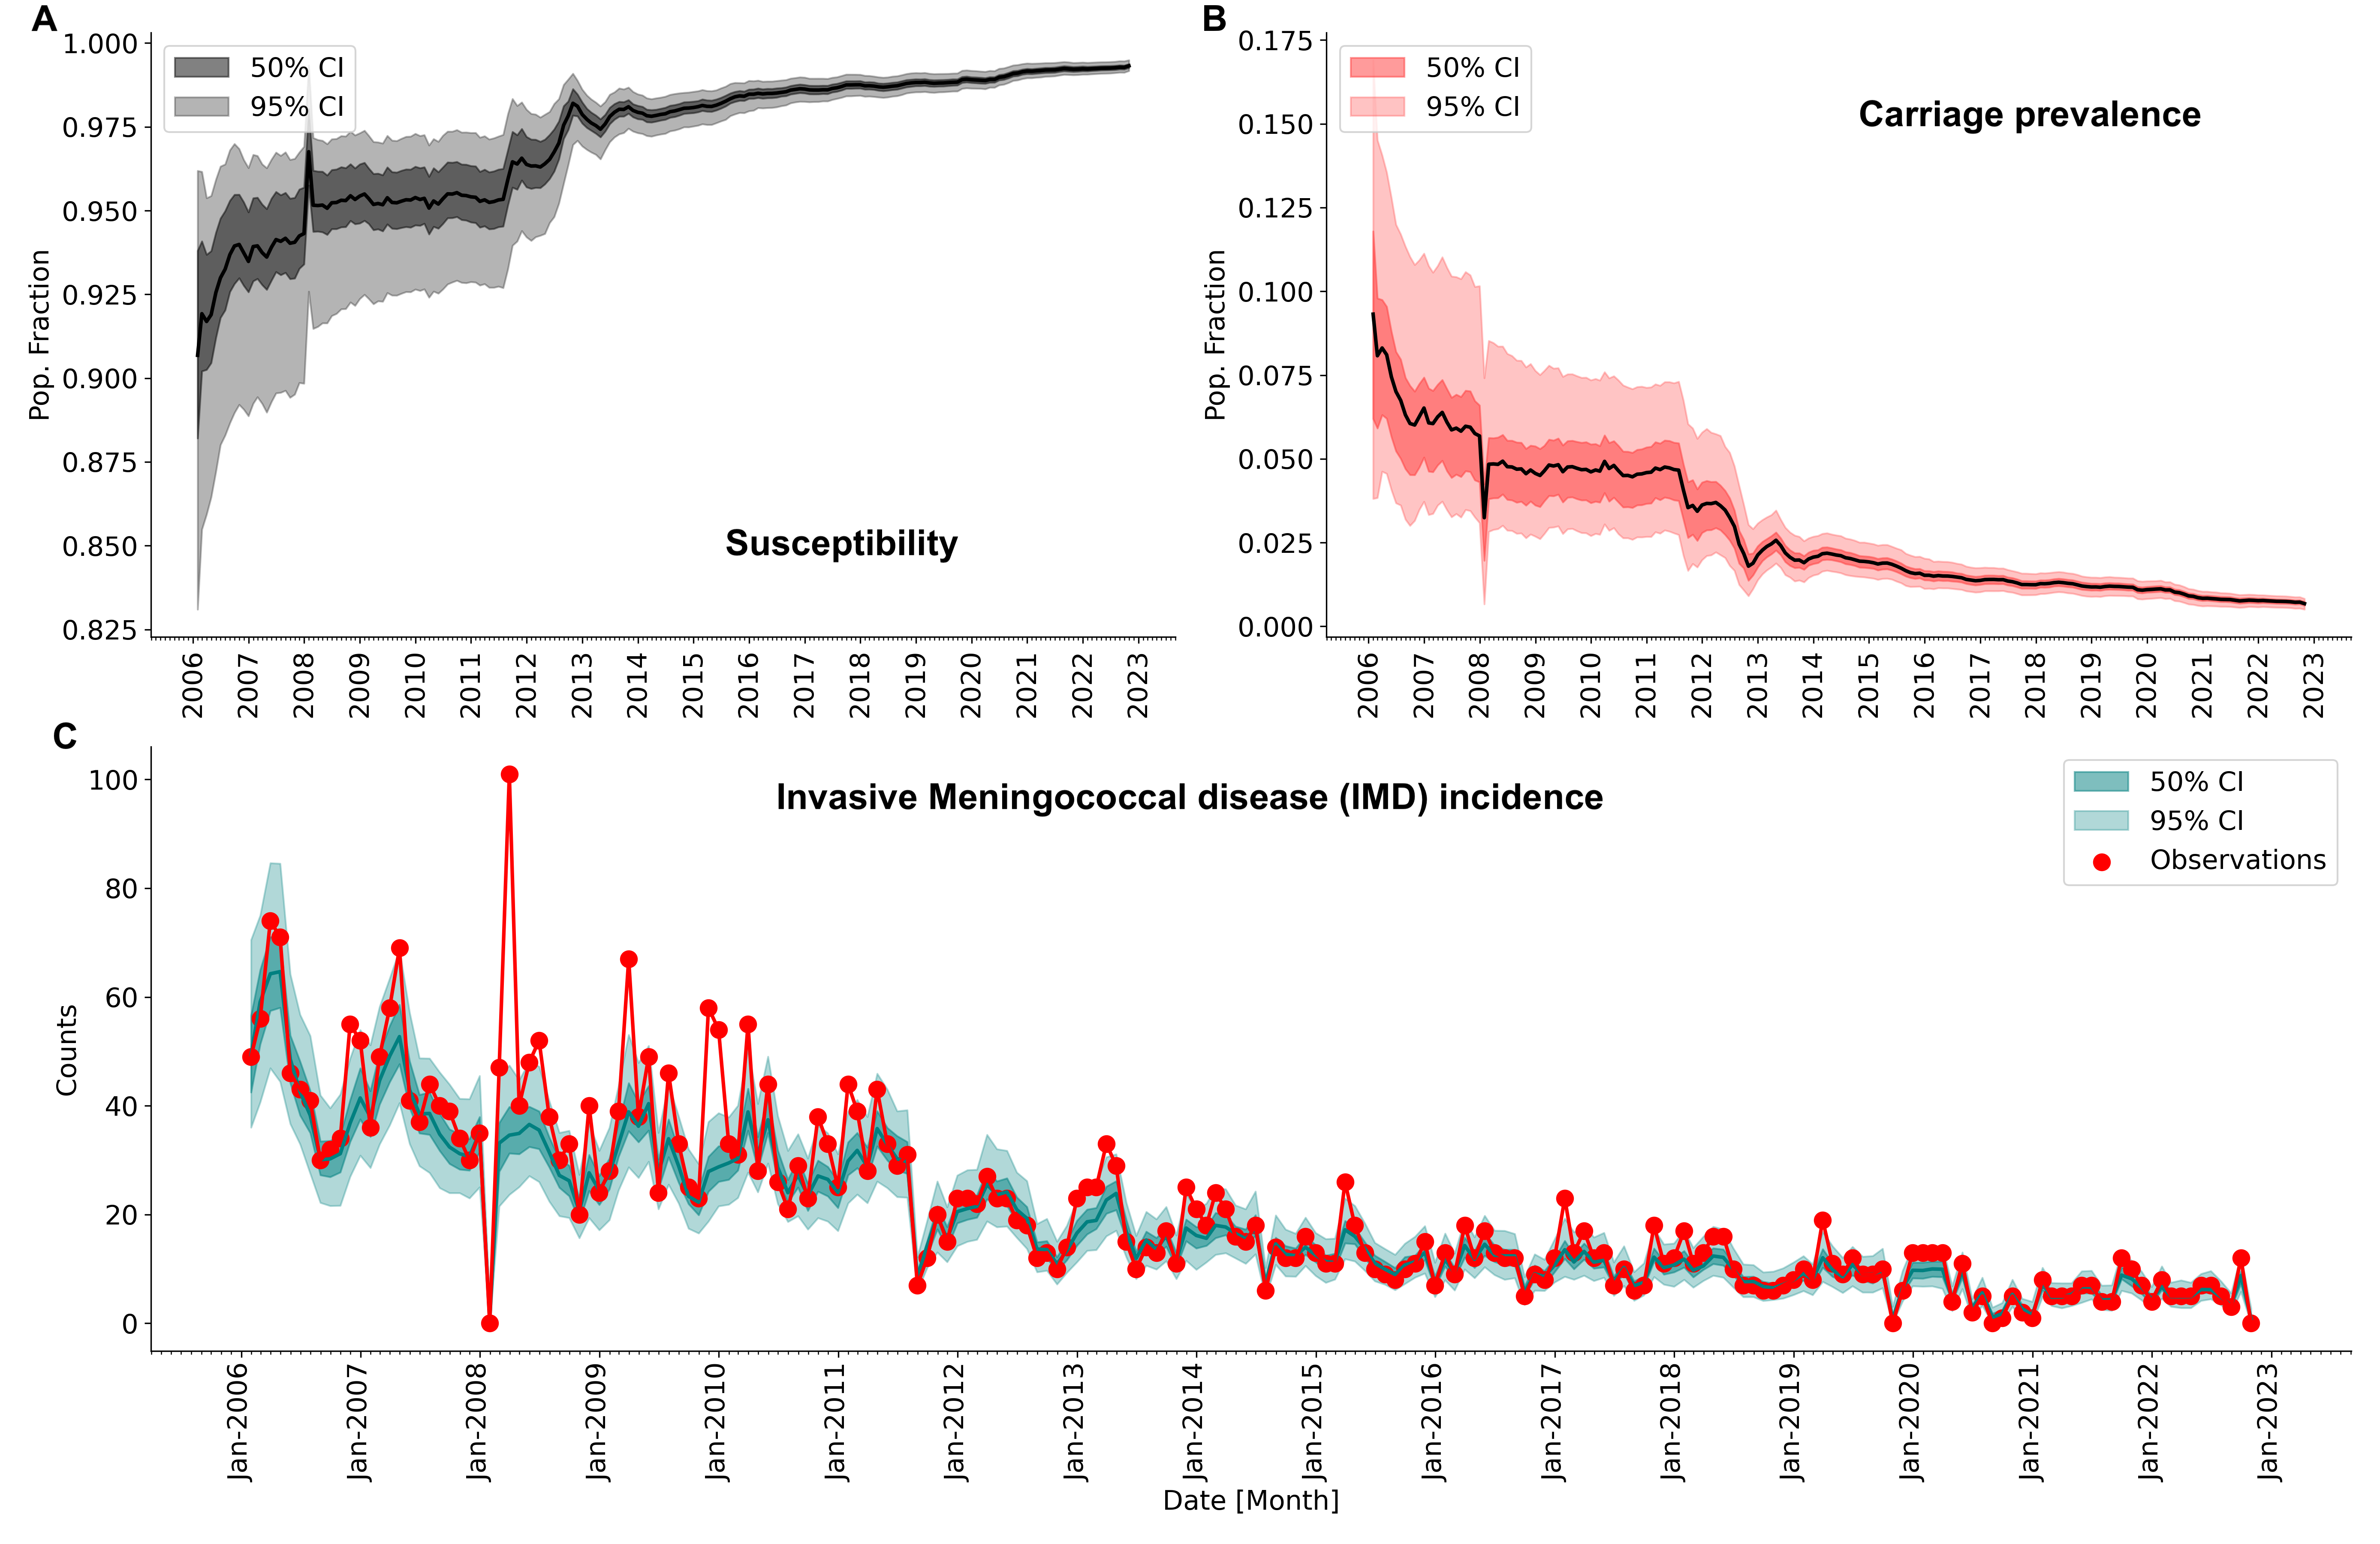 A
1.000
0.975
0.950
0.925
0.900
0.875
0.850
0.825
Pop. Fraction
50% CI
95% CI
Susceptibility
2006
2007
2008
2009
2010
2011
2012
2013
2014
2015
2016
2017
2018
2019
2020
2021
2022
2023
B
0.175
0.150
0.125
0.100
0.075
0.050
0.025
0.000
Pop. Fraction
50% CI
95% CI
Carriage prevalence
2006
2007
2008
2009
2010
2011
2012
2013
2014
2015
2016
2017
2018
2019
2020
2021
2022
2023
C
Invasive Meningococcal disease (IMD) incidence
100
80
60
40
20
0
Counts
50% CI
95% CI
Observations
Jan-2006
Jan-2007
Jan-2008
Jan-2009
Jan-2010
Jan-2011
Jan-2012
Jan-2013
Jan-2014
Jan-2015
Jan-2016
Jan-2017
Jan-2018
Jan-2019
Jan-2020
Jan-2021
Jan-2022
Jan-2023
Date [Month]